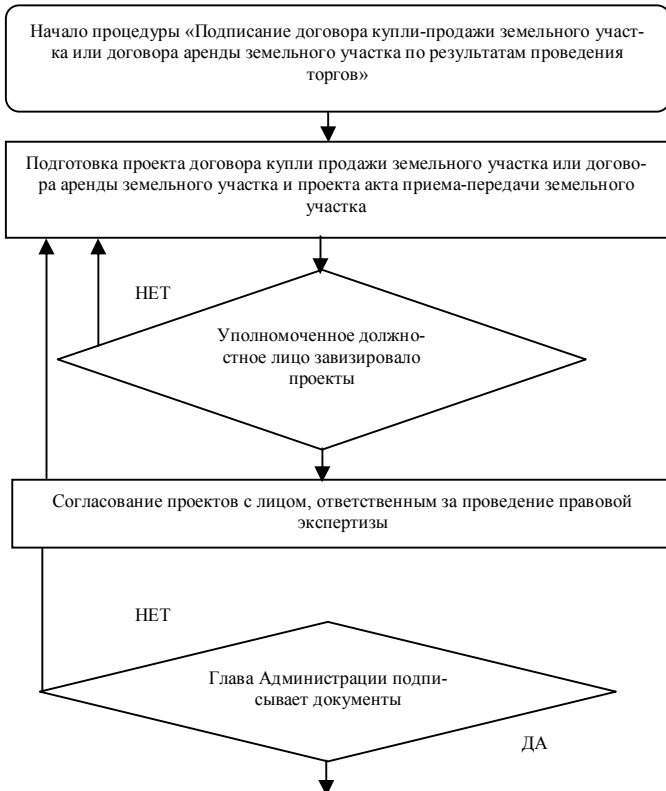 Начало процедуры «Подписание договора купли-продажи земельного участ-
ка или договора аренды земельного участка по результатам проведения
торгов»
Подготовка проекта договора купли продажи земельного участка или догово-
ра аренды земельного участка и проекта акта приема-передачи земельного
участка
НЕТ
Уполномоченное должно-
стное лицо завизировало
проекты
Согласование проектов с лицом, ответственным за проведение правовой
экспертизы
НЕТ
Глава Администрации подпи-
сывает документы
ДА